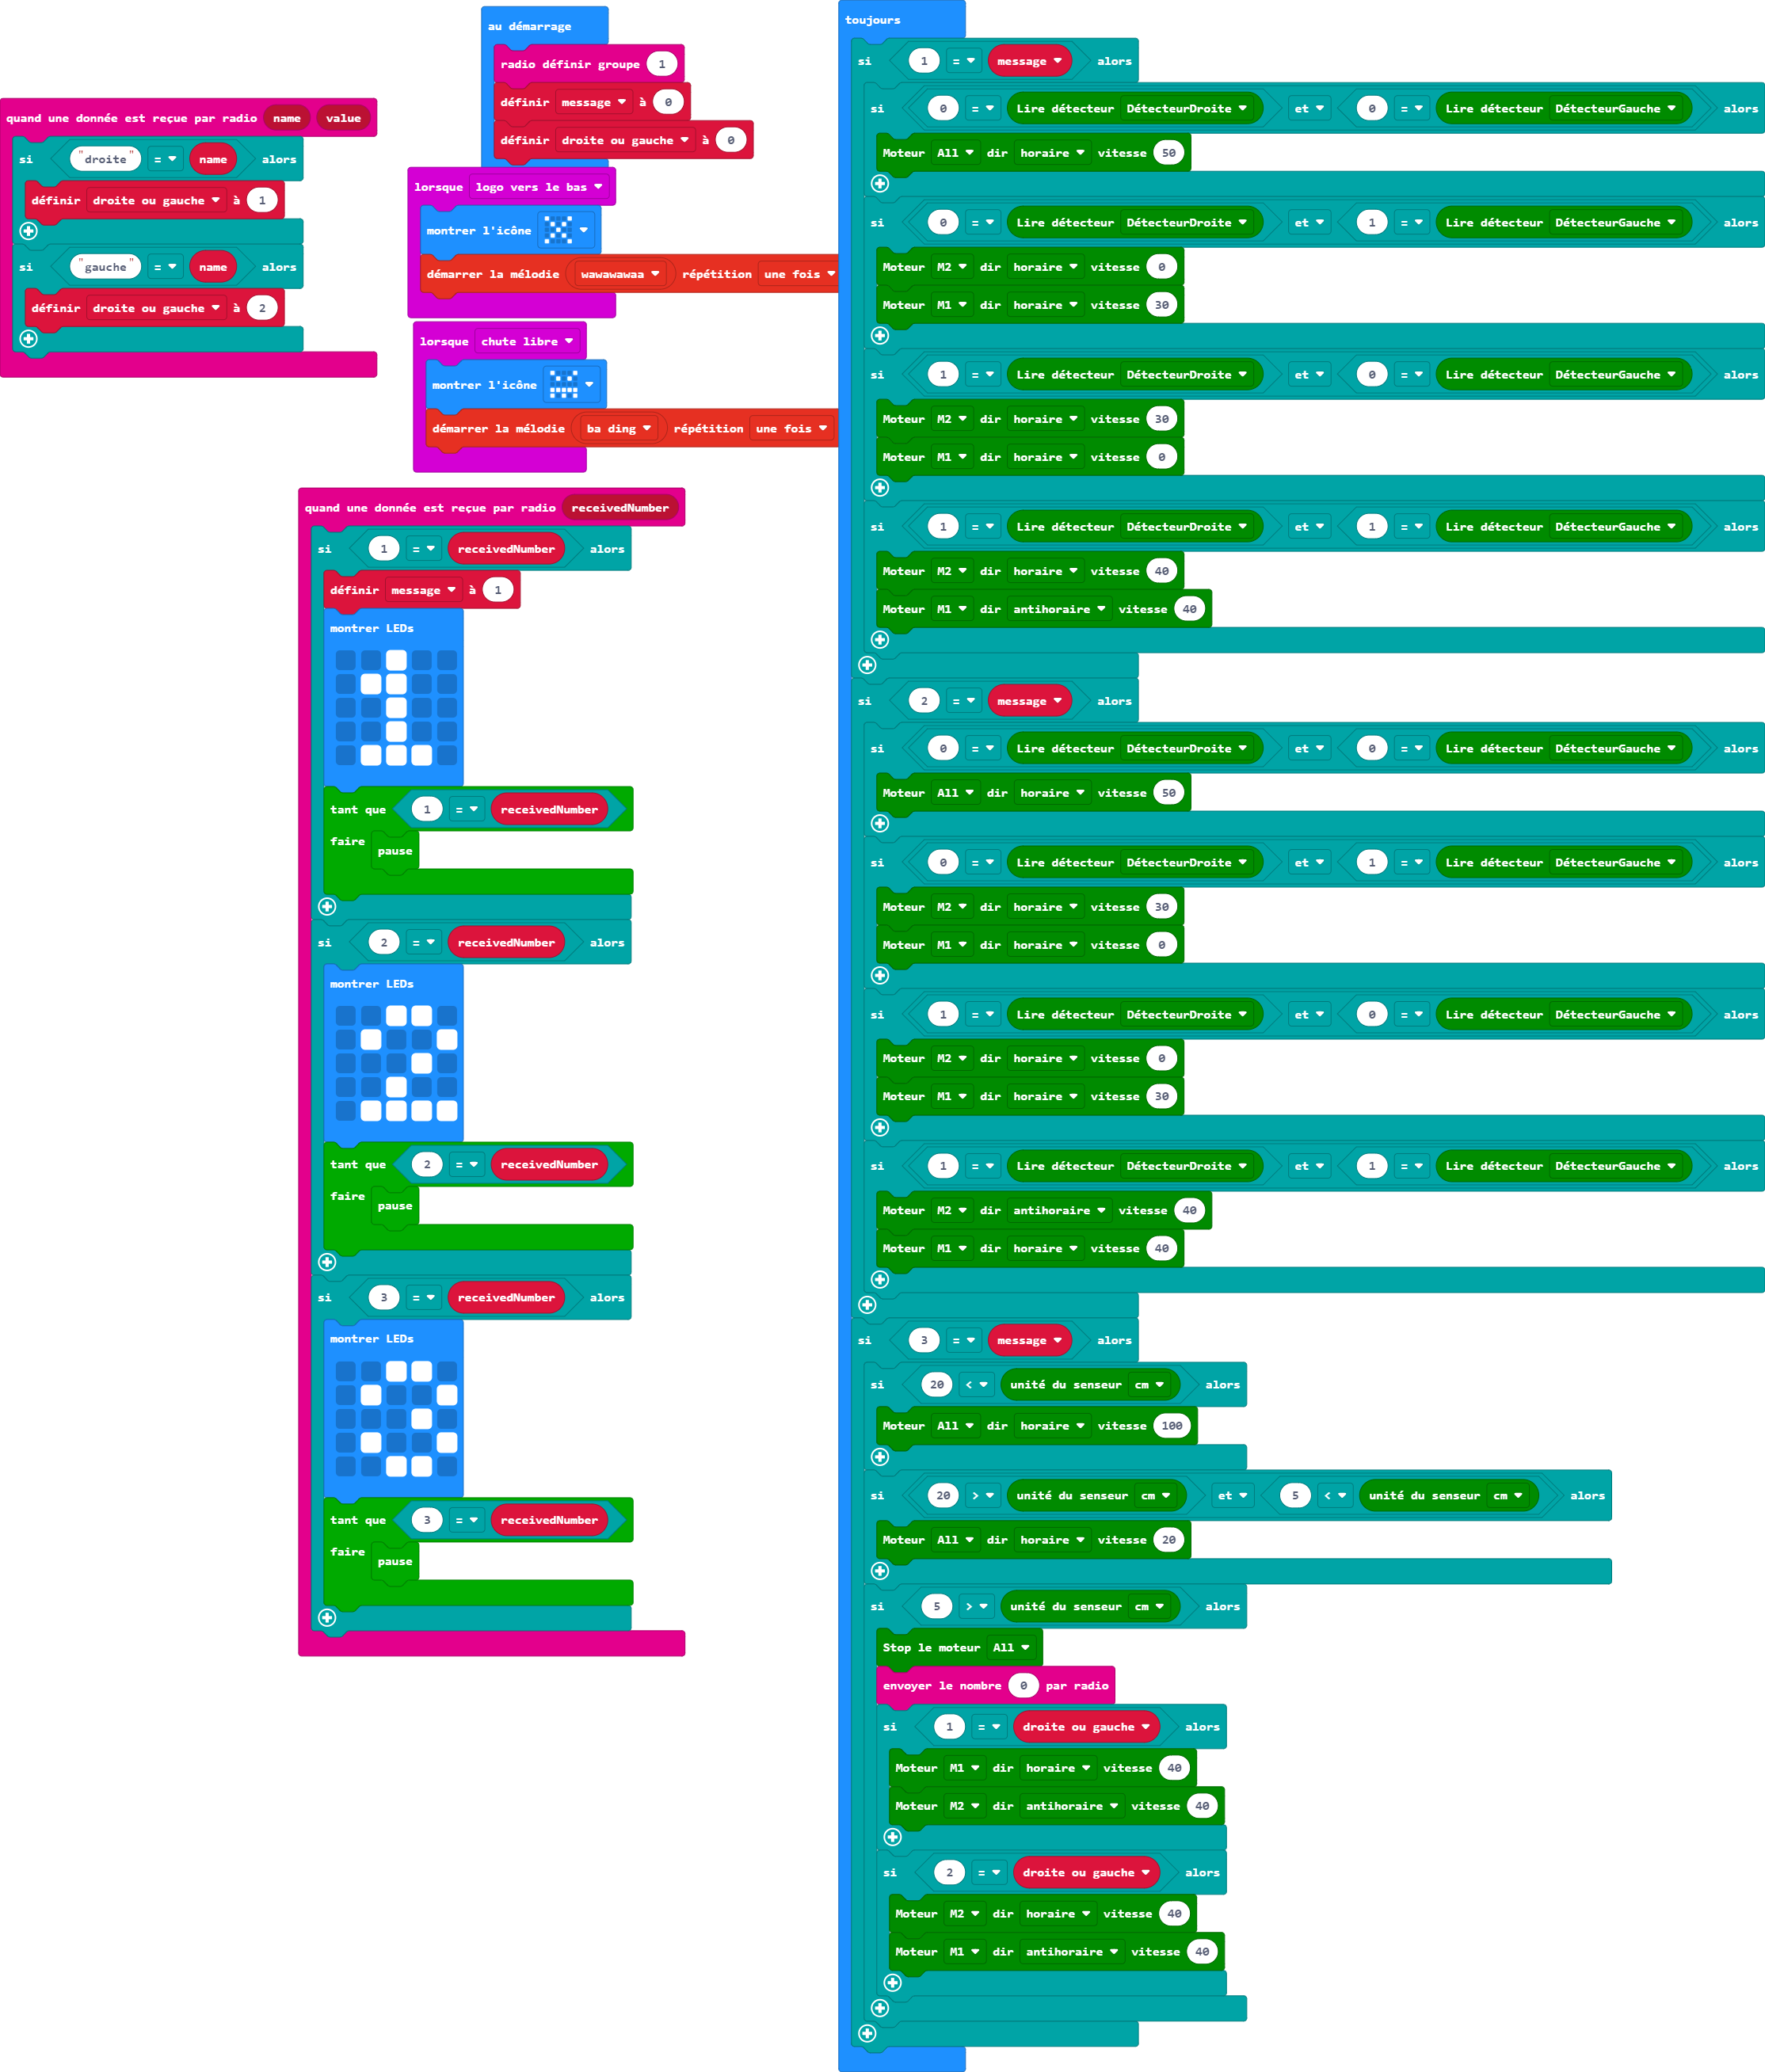 quand une donnée est reçue par radio name value
si "droite" = name alors
définir droite ou gauche à 1
si "gauche" = name alors
définir droite ou gauche à 2
au démarrage
radio définir groupe 1
définir message à 0
définir droite ou gauche à 0
lorsque logo vers le bas
montrer l'icône
démarrer la mélodie wawawawaa répétition une fois
lorsque chute libre
montrer l'icône
démarrer la mélodie ba ding répétition une fois
quand une donnée est reçue par radio receivedNumber
si 1 = receivedNumber alors
définir message à 1
montrer LEDs
tant que 1 = receivedNumber
faire pause
si 2 = receivedNumber alors
montrer LEDs
tant que 2 = receivedNumber
faire pause
si 3 = receivedNumber alors
montrer LEDs
tant que 3 = receivedNumber
faire pause
toujours
si 1 = message alors
si 0 = Lire détecteur DétecteurDroite et 0 = Lire détecteur DétecteurGauche alors
Moteur All dir horaire vitesse 50
si 0 = Lire détecteur DétecteurDroite et 1 = Lire détecteur DétecteurGauche alors
Moteur M2 dir horaire vitesse 0
Moteur M1 dir horaire vitesse 30
si 1 = Lire détecteur DétecteurDroite et 0 = Lire détecteur DétecteurGauche alors
Moteur M2 dir horaire vitesse 30
Moteur M1 dir horaire vitesse 0
si 1 = Lire détecteur DétecteurDroite et 1 = Lire détecteur DétecteurGauche alors
Moteur M2 dir horaire vitesse 40
Moteur M1 dir antihoraire vitesse 40
si 2 = message alors
si 0 = Lire détecteur DétecteurDroite et 0 = Lire détecteur DétecteurGauche alors
Moteur All dir horaire vitesse 50
si 0 = Lire détecteur DétecteurDroite et 1 = Lire détecteur DétecteurGauche alors
Moteur M2 dir horaire vitesse 30
Moteur M1 dir horaire vitesse 0
si 1 = Lire détecteur DétecteurDroite et 0 = Lire détecteur DétecteurGauche alors
Moteur M2 dir horaire vitesse 0
Moteur M1 dir horaire vitesse 30
si 1 = Lire détecteur DétecteurDroite et 1 = Lire détecteur DétecteurGauche alors
Moteur M2 dir antihoraire vitesse 40
Moteur M1 dir horaire vitesse 40
si 3 = message alors
si 20 < unité du senseur cm alors
Moteur All dir horaire vitesse 100
si 20 > unité du senseur cm et 5 < unité du senseur cm alors
Moteur All dir horaire vitesse 20
si 5 > unité du senseur cm alors
Stop le moteur All
envoyer le nombre 0 par radio
si 1 = droite ou gauche alors
Moteur M1 dir horaire vitesse 40
Moteur M2 dir antihoraire vitesse 40
si 2 = droite ou gauche alors
Moteur M2 dir horaire vitesse 40
Moteur M1 dir antihoraire vitesse 40